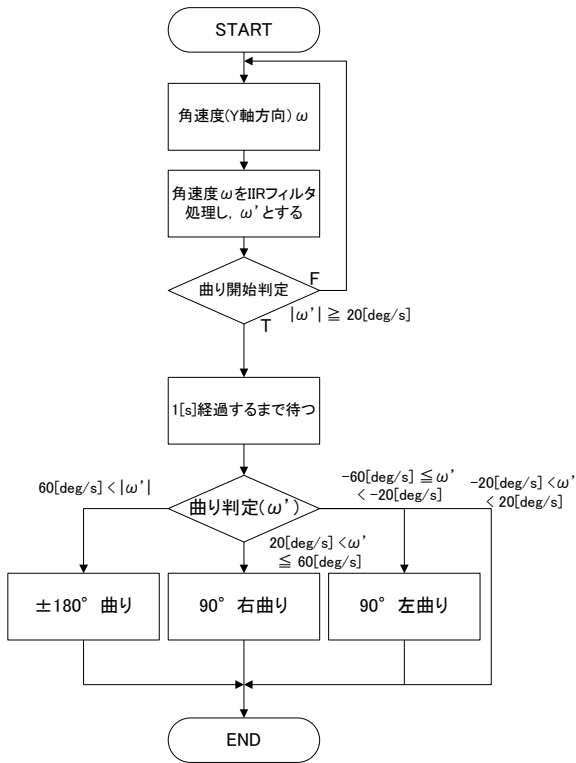 START
角速度(Y軸方向) ω
角速度ωをIIRフィルタ
処理し, ω’とする
曲り開始判定
F
T
|ω’| ≧ 20[deg/s]
1[s]経過するまで待つ
60[deg/s] < |ω’|
曲り判定(ω’)
-60[deg/s] ≦ ω’
< -20[deg/s]
-20[deg/s] < ω’
< 20[deg/s]
20[deg/s] < ω’
≦ 60[deg/s]
±180° 曲り
90° 右曲り
90° 左曲り
END